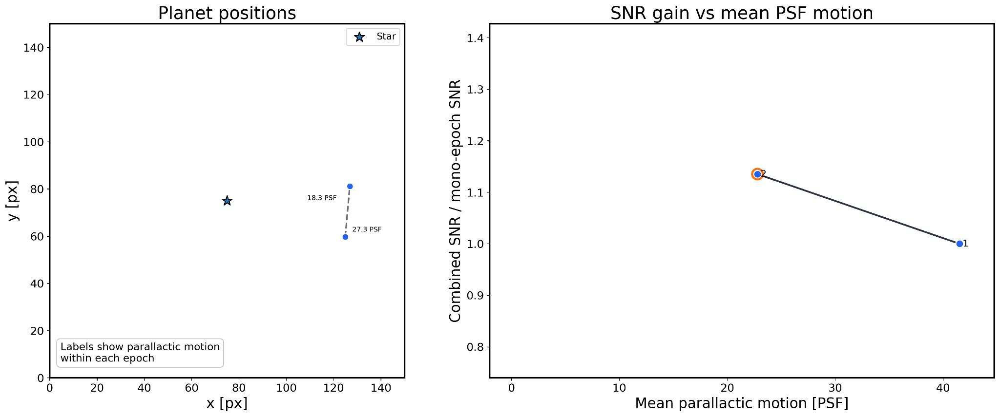 Planet positions
Star
140
120
100
80
60
40
20
0
y [px]
18.3 PSF
27.3 PSF
Labels show parallactic motion
within each epoch
0
20
40
60
80
100
120
140
x [px]
SNR gain vs mean PSF motion
1.4
1.3
1.2
1.1
1.0
0.9
0.8
Combined SNR / mono-epoch SNR
2
1
0
10
20
30
40
Mean parallactic motion [PSF]